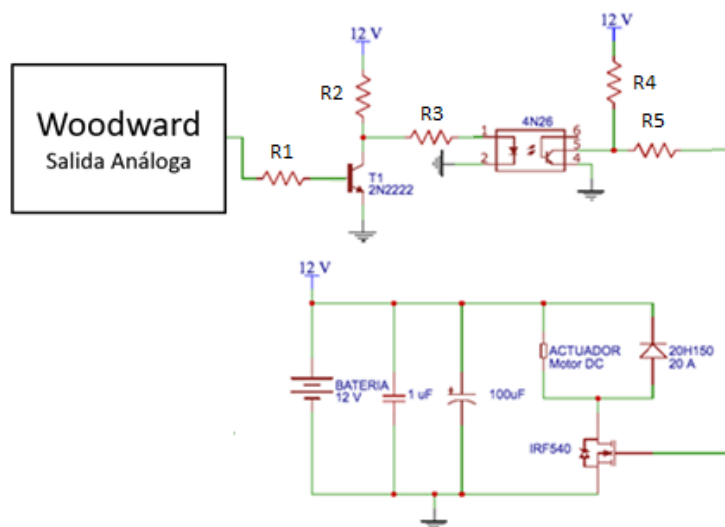 12 V
12 V
R2
R4
Woodward
Salida Análoga
R3
4N26
R5
1
2
6
5
4
R1
T1
2N2222
12 V
BATERIA
12 V
1 uF
100uF
ACTUADOR
Motor DC
20H150
20 A
IRF540